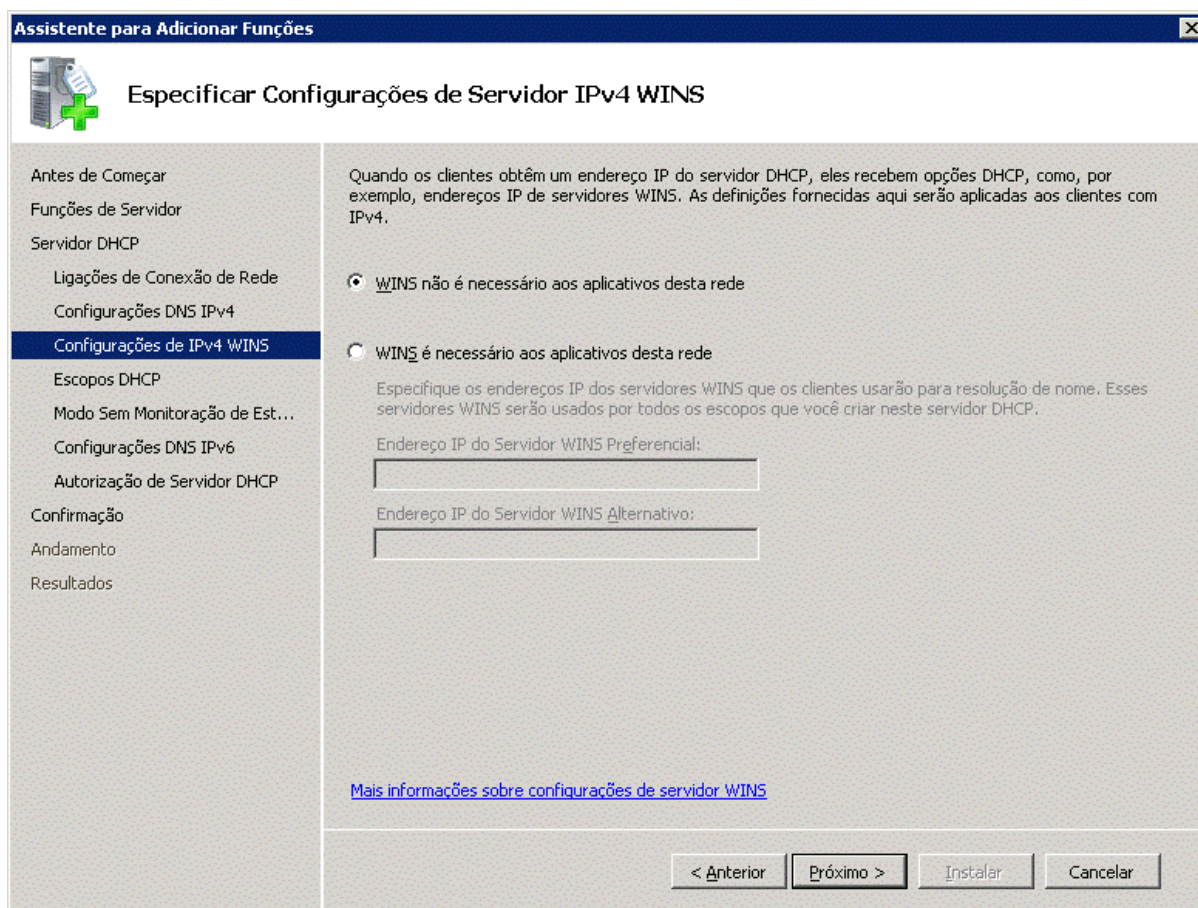 Assistente para Adicionar Funções
Especificar Configurações de Servidor IPv4 WINS
Antes de Começar
Funções de Servidor
Servidor DHCP
Ligações de Conexão de Rede
Configurações DNS IPv4
Configurações de IPv4 WINS
Escopos DHCP
Modo Sem Monitoração de Est...
Configurações DNS IPv6
Autorização de Servidor DHCP
Confirmação
Andamento
Resultados
Quando os clientes obtêm um endereço IP do servidor DHCP, eles recebem opções DHCP, como, por
exemplo, endereços IP de servidores WINS. As definições fornecidas aqui serão aplicadas aos clientes com
IPv4.
WINS não é necessário aos aplicativos desta rede
WINS é necessário aos aplicativos desta rede
Especifique os endereços IP dos servidores WINS que os clientes usarão para resolução de nome. Esses
servidores WINS serão usados por todos os escopos que você criar neste servidor DHCP.
Endereço IP do Servidor WINS Preferencial:
Endereço IP do Servidor WINS Alternativo:
Mais informações sobre configurações de servidor WINS
< Anterior
Próximo >
Instalar
Cancelar